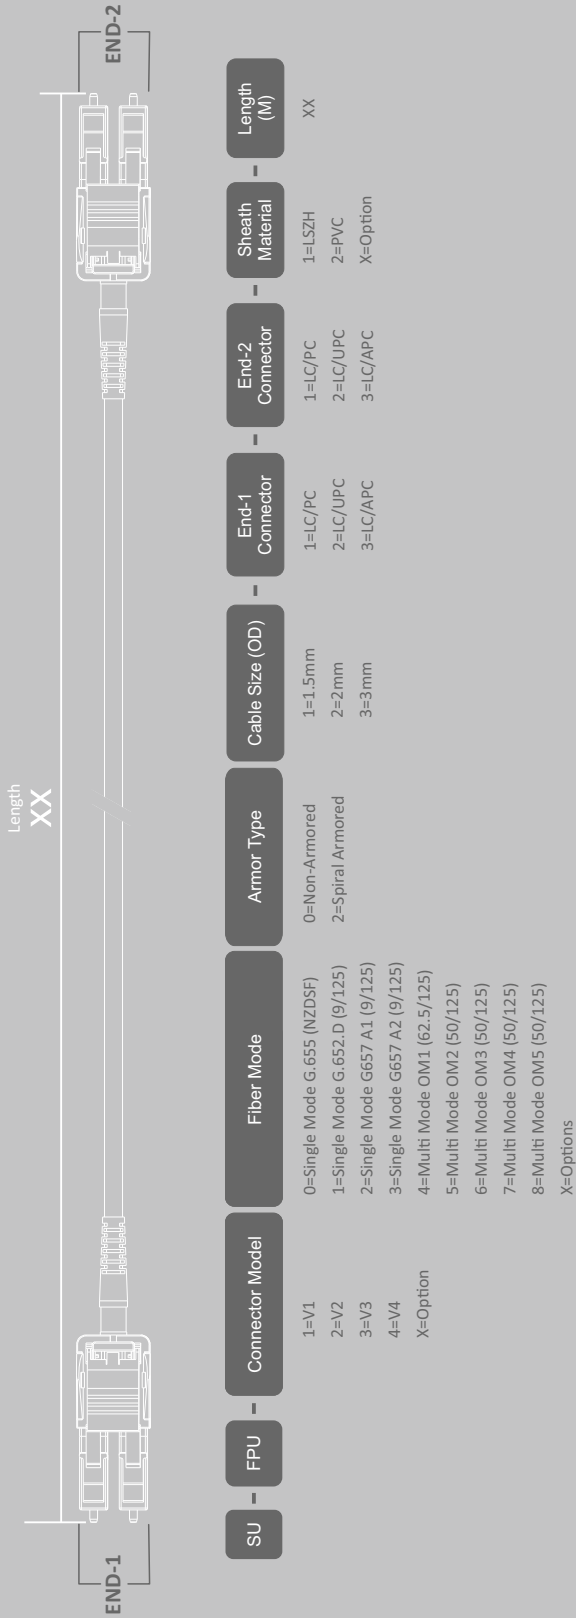 Length
XX
END-1
END-2
SU - FPU - Connector Model Fiber Mode Armor Type Cable Size (OD) - End-1 Connector - End-2 Connector - Sheath Material - Length (M)
1=V1
2=V2
3=V3
4=V4
X=Option
0=Single Mode G.655 (NZDSF)
1=Single Mode G.652.D (9/125)
2=Single Mode G657 A1 (9/125)
3=Single Mode G657 A2 (9/125)
4=Multi Mode OM1 (62.5/125)
5=Multi Mode OM2 (50/125)
6=Multi Mode OM3 (50/125)
7=Multi Mode OM4 (50/125)
8=Multi Mode OM5 (50/125)
X=Options
0=Non-Armored
2=Spiral Armored
1=1.5mm
2=2mm
3=3mm
1=LC/PC
2=LC/UPC
3=LC/APC
1=LC/PC
2=LC/UPC
3=LC/APC
1=LSZH
2=PVC
X=Option
XX